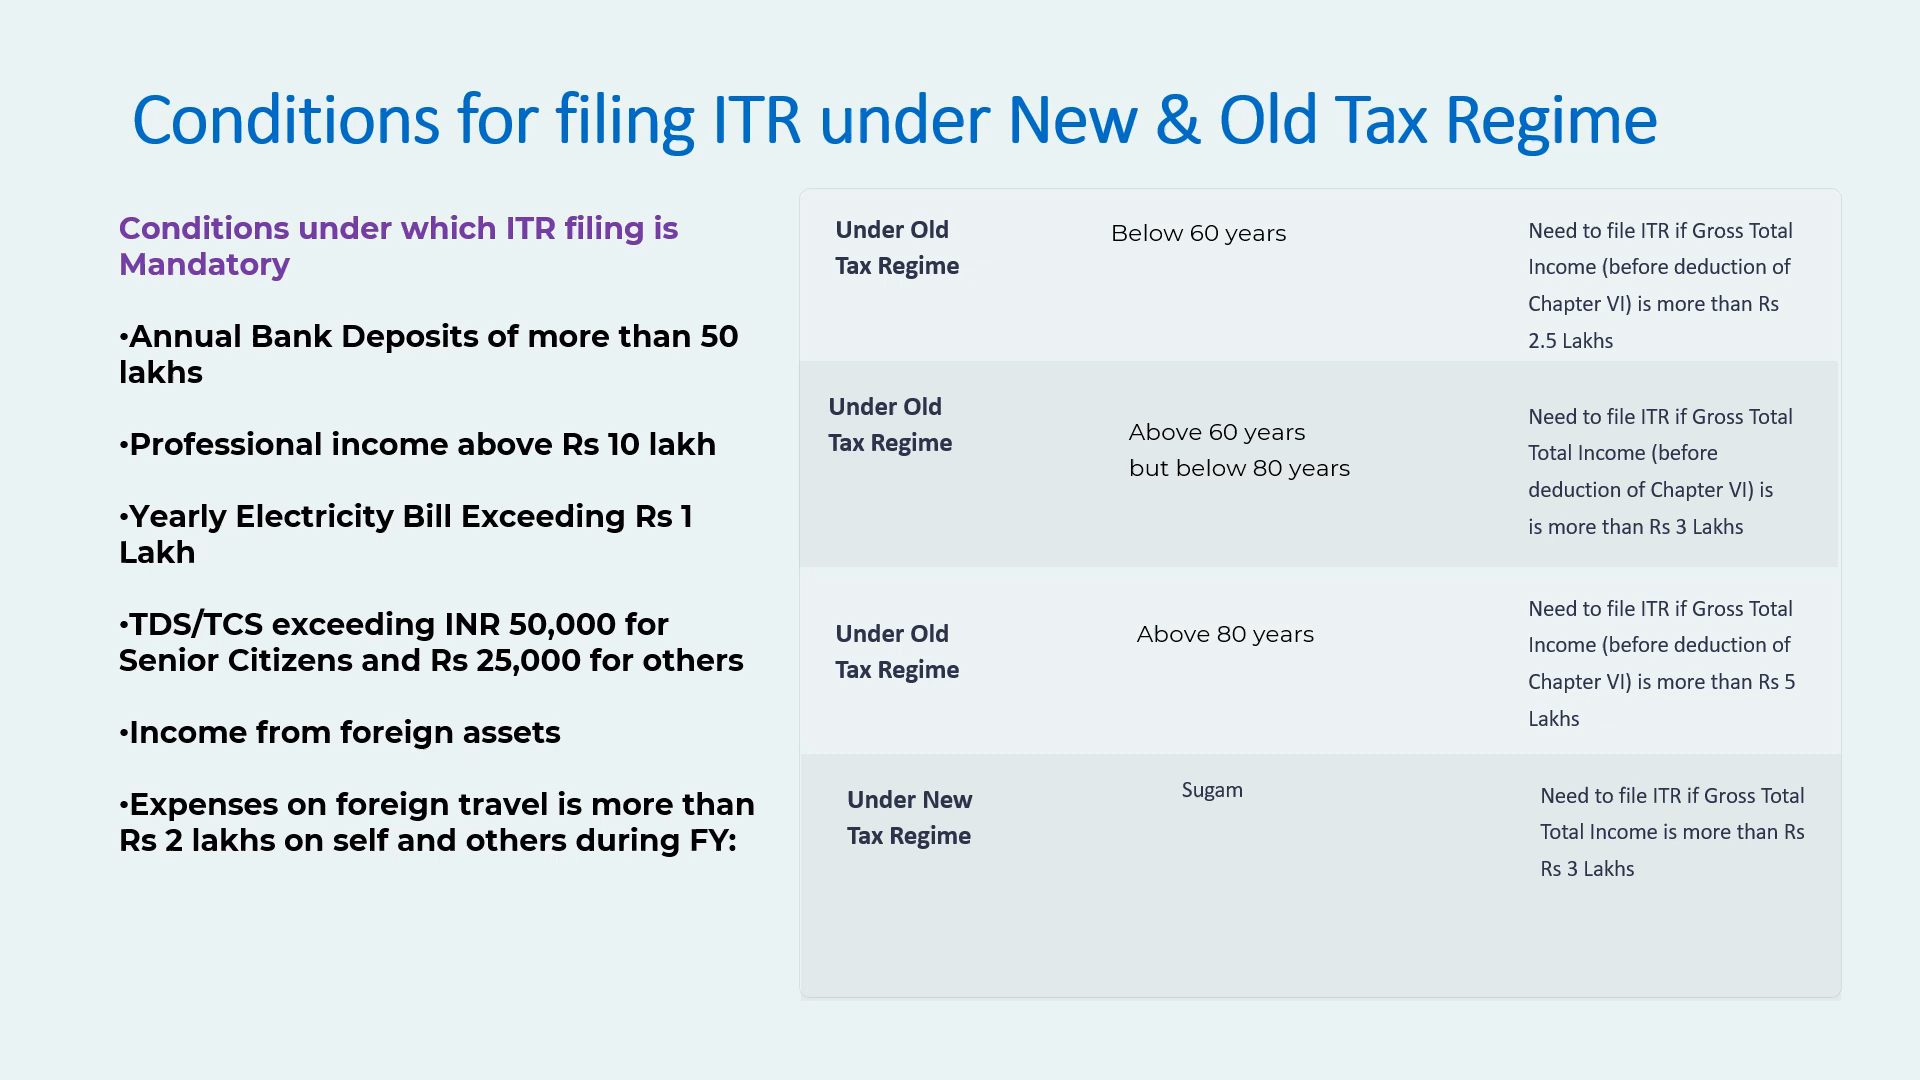 Conditions for filing ITR under New & Old Tax Regime
Conditions under which ITR filing is
Mandatory
•Annual Bank Deposits of more than 50
lakhs
•Professional income above Rs 10 lakh
•Yearly Electricity Bill Exceeding Rs 1
Lakh
•TDS/TCS exceeding INR 50,000 for
Senior Citizens and Rs 25,000 for others
•Income from foreign assets
•Expenses on foreign travel is more than
Rs 2 lakhs on self and others during FY:
Under Old
Tax Regime
Below 60 years
Need to file ITR if Gross Total
Income (before deduction of
Chapter VI) is more than Rs
2.5 Lakhs
Under Old
Tax Regime
Above 60 years
but below 80 years
Need to file ITR if Gross Total
Total Income (before
deduction of Chapter VI) is
is more than Rs 3 Lakhs
Under Old
Tax Regime
Above 80 years
Need to file ITR if Gross Total
Income (before deduction of
Chapter VI) is more than Rs 5
Lakhs
Under New
Tax Regime
Sugam
Need to file ITR if Gross Total
Total Income is more than Rs
Rs 3 Lakhs